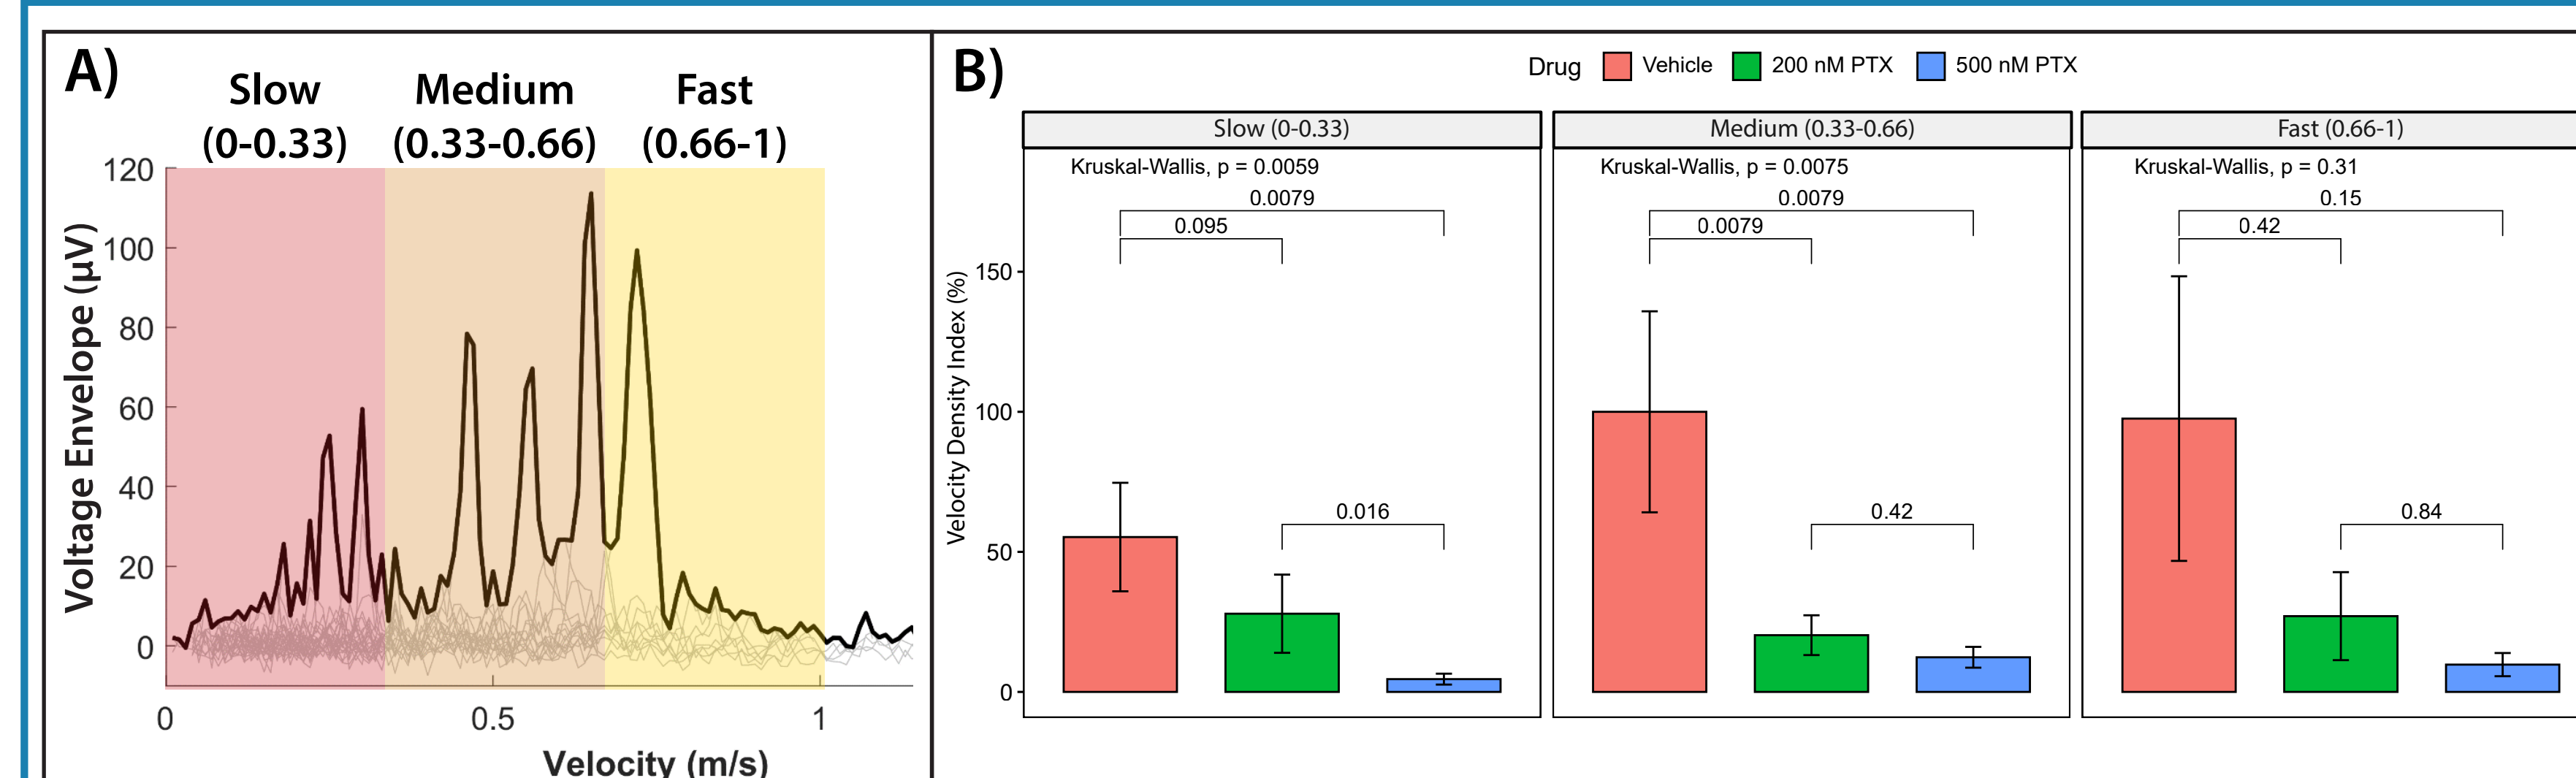 A)
Slow
(0-0.33)
Medium
(0.33-0.66)
Fast
(0.66-1)
Voltage Envelope (μV)
120
100
80
60
40
20
0
0
0.5
1
Velocity (m/s)
B)
Drug
Vehicle
200 nM PTX
500 nM PTX
Velocity Density Index (%)
150
100
50
0
Slow (0-0.33)
Kruskal-Wallis, p = 0.0059
0.0079
0.095
0.016
Medium (0.33-0.66)
Kruskal-Wallis, p = 0.0075
0.0079
0.0079
0.42
Fast (0.66-1)
Kruskal-Wallis, p = 0.31
0.15
0.42
0.84